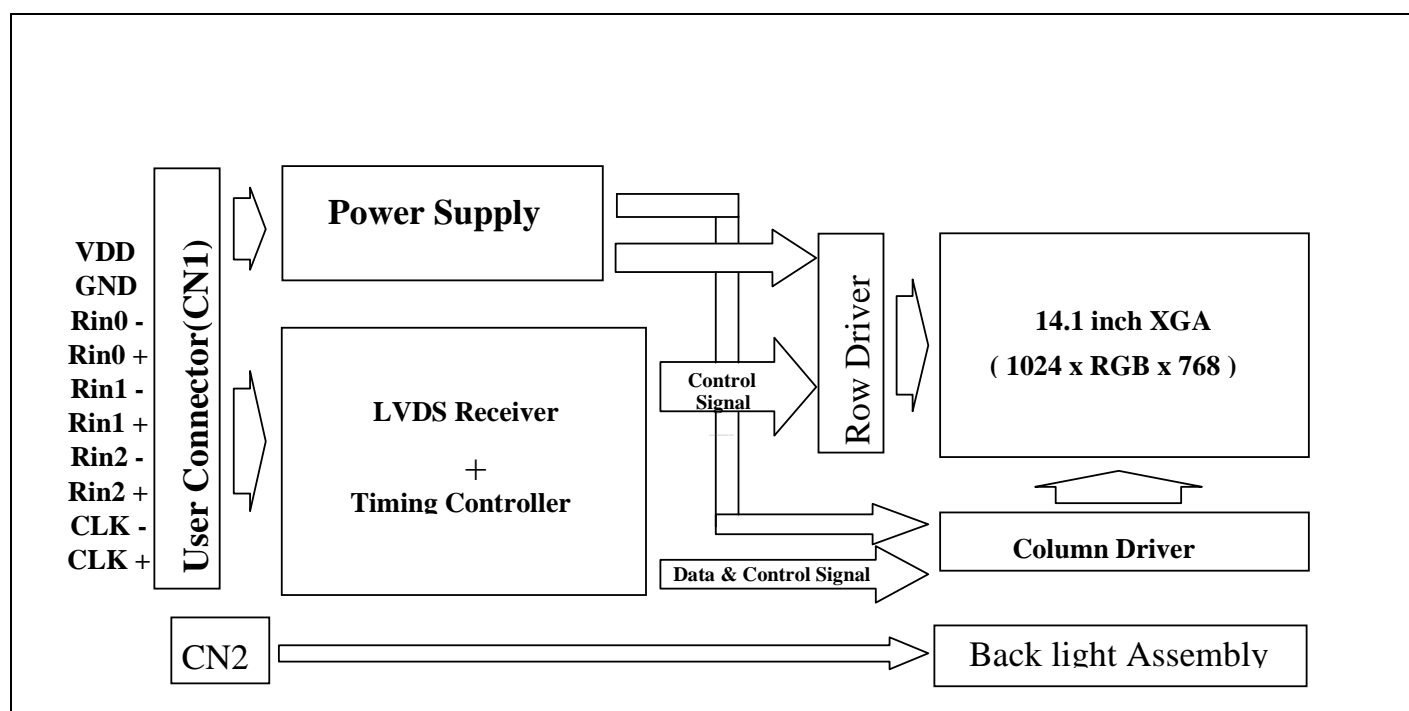 VDD
GND
Rin0 -
Rin0 +
Rin1 -
Rin1 +
Rin2 -
Rin2 +
CLK -
CLK +
User Connector(CN1)
Power Supply
LVDS Receiver
+
Timing Controller
Control
Signal
Data & Control Signal
Row Driver
14.1 inch XGA
( 1024 x RGB x 768 )
Column Driver
CN2
Back light Assembly